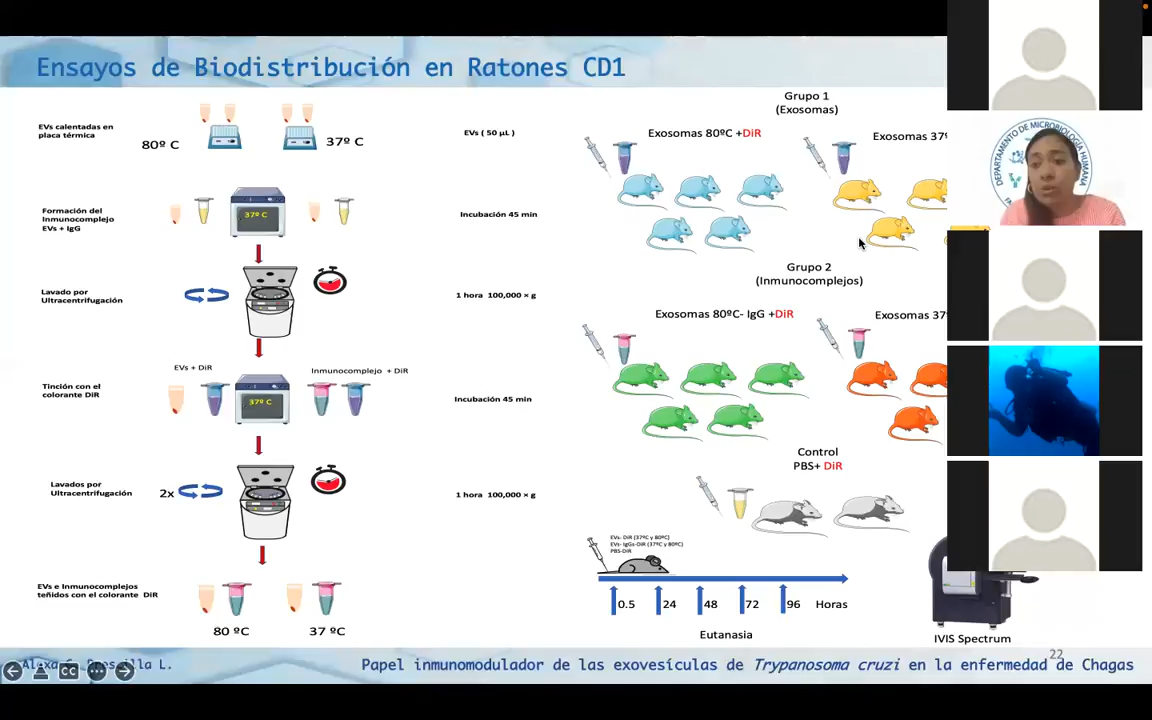 Ensayos de Biodistribución en Ratones CD1
EVs calentadas en
placa térmica
80º C
37º C
EVs ( 50 µL )
Formación del
Inmunocomplejo
EVs + IgG
37º C
Incubación 45 min
Lavado por
Ultracentrifugación
1 hora 100,000 × g
EVs + DiR
Inmunocomplejo + DiR
Tinción con el
colorante DiR
37º C
Incubación 45 min
Lavados por
Ultracentrifugación
2x
1 hora 100,000 × g
EVs e Inmunocomplejos
teñidos con el colorante DiR
80 ºC
37 ºC
Grupo 1
(Exosomas)
Exosomas 80ºC +DiR
Exosomas 37º
Grupo 2
(Inmunocomplejos)
Exosomas 80ºC- IgG +DiR
Exosomas 37º
Control
PBS+ DiR
EVs- DiR (37ºC y 80ºC)
EVs- IgGs-DiR (37ºC y 80ºC)
PBS-DiR
0.5
24
48
72
96
Horas
Eutanasia
IVIS Spectrum
DEPARTAMENTO DE MICROBIOLOGÍA HUMANA
22
L.
Papel inmunomodulador de las exovesículas de Trypanosoma cruzi en la enfermedad de Chagas
CC